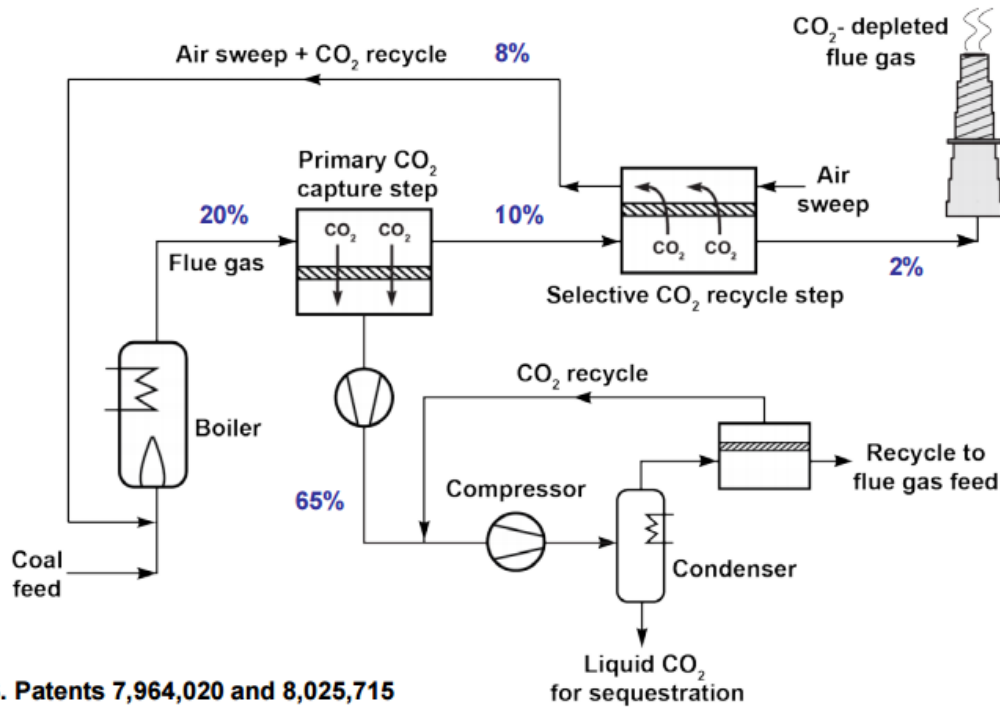 CO₂- depleted
flue gas
Air sweep + CO₂ recycle
8%
Primary CO₂
capture step
Air
sweep
20%
CO₂ CO₂
10%
CO₂ CO₂
Flue gas
2%
Selective CO₂ recycle step
CO₂ recycle
Boiler
Recycle to
flue gas feed
65%
Compressor
Coal
feed
Condenser
Liquid CO₂
for sequestration
. Patents 7,964,020 and 8,025,715